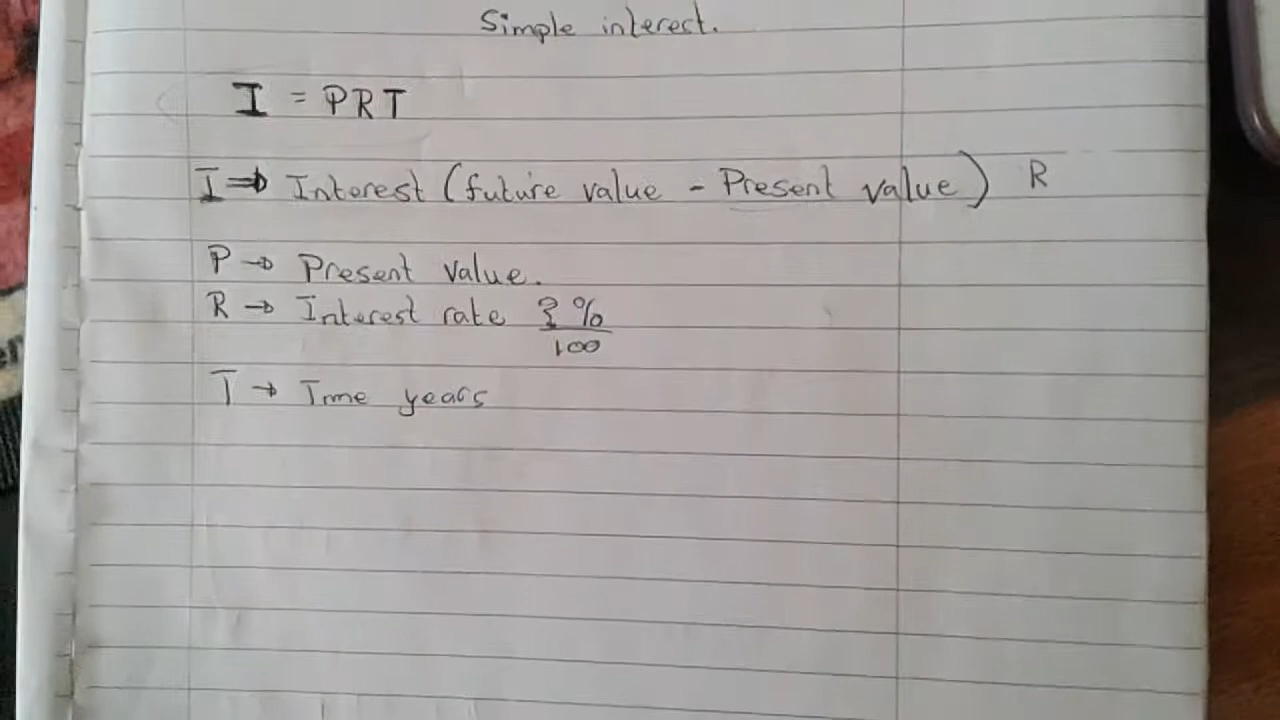 Simple interest.
I = PRT
I ⇒ Interest (future value - Present value) R
P → Present value.
R → Interest rate %
100
T → Time years